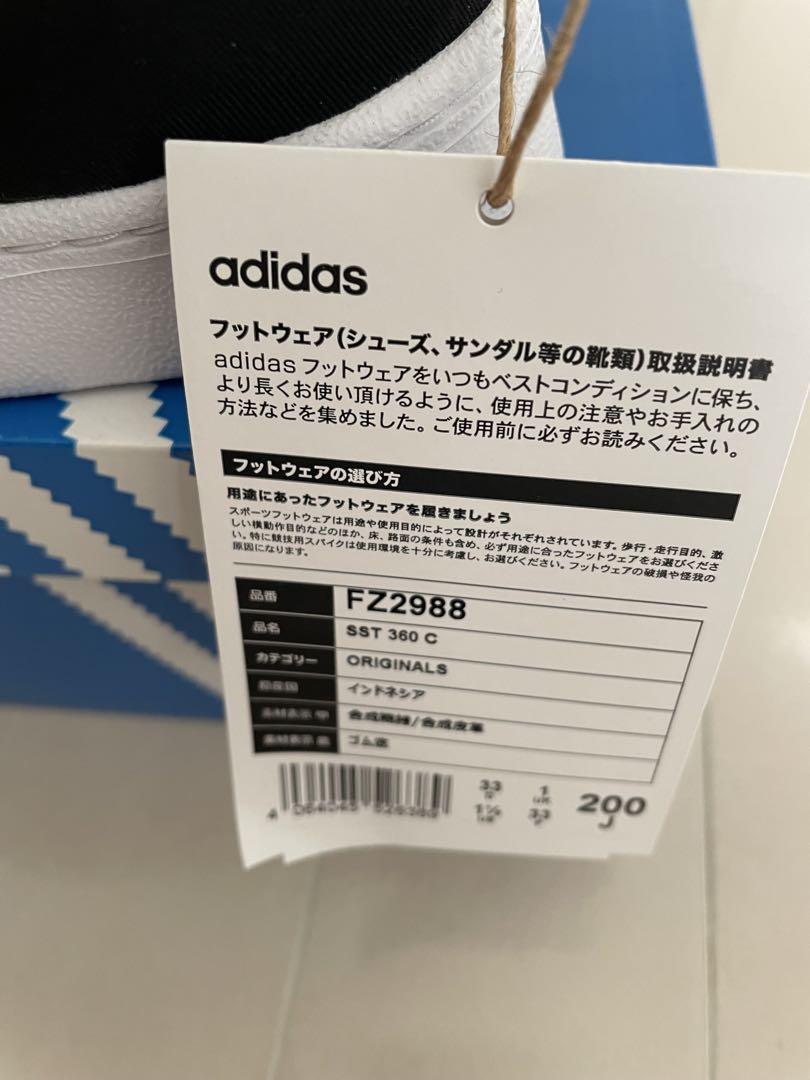 adidas
フットウェア(シューズ、サンダル等の靴類)取扱説明書
adidas フットウェアをいつもベストコンディションに保ち、
より長くお使い頂けるように、使用上の注意やお手入れの
方法などを集めました。ご使用前に必ずお読みください。
フットウェアの選び方
用途にあったフットウェアを履きましょう
スポーツフットウェアは用途や使用目的によって設計がそれぞれされています。歩行・走行目的、激
しい横動作目的などのほか、床、路面の条件も含め、必ず用途に合ったフットウェアをお選びくださ
い。特に競技用スパイクは使用環境を十分に考慮し、お選びください。フットウェアの破損や怪我の
原因になります。
品番 FZ2988
品名 SST 360 C
カテゴリー ORIGINALS
原産国 インドネシア
合成繊維/合成皮革
ゴム底
33 1 UK
1½ US 33 F
200 J